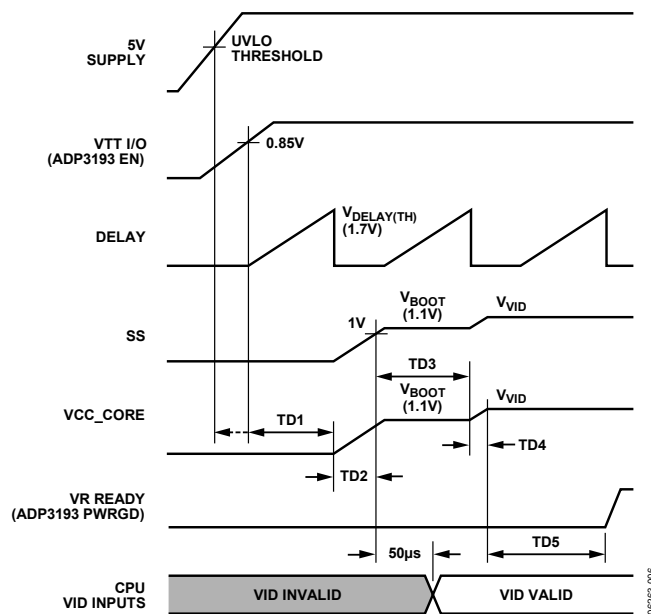 5V
SUPPLY
UVLO
THRESHOLD
VTT I/O
(ADP3193 EN)
0.85V
DELAY
VDELAY(TH)
(1.7V)
SS
1V
VBOOT
(1.1V)
VVID
TD3
VCC_CORE
VBOOT
(1.1V)
VVID
TD1
TD4
TD2
VR READY
(ADP3193 PWRGD)
TD5
50µs
CPU
VID INPUTS
VID INVALID
VID VALID
06263-006